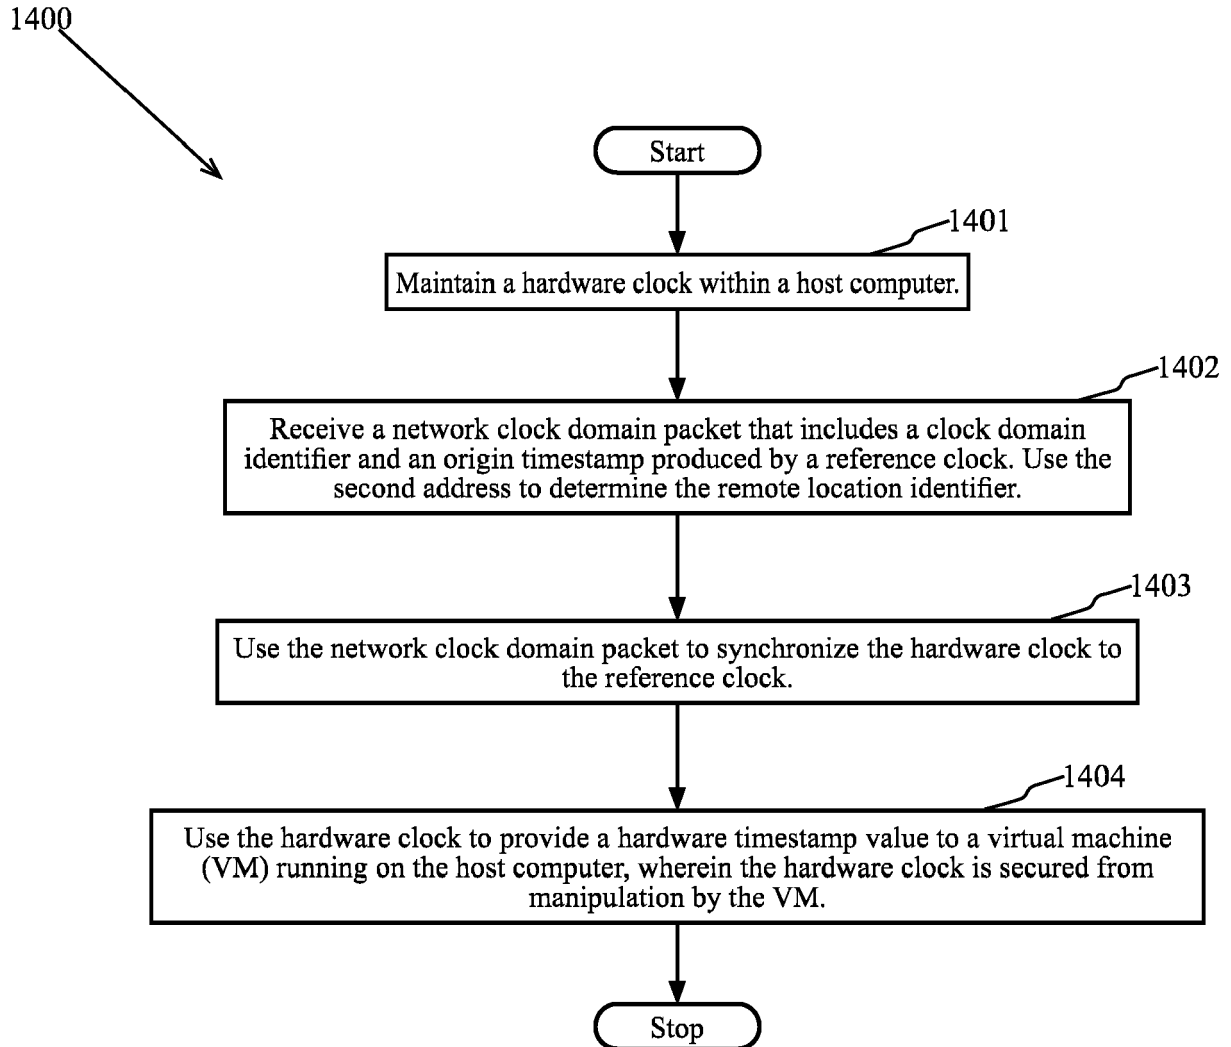 1400
Start
1401
Maintain a hardware clock within a host computer.
1402
Receive a network clock domain packet that includes a clock domain
identifier and an origin timestamp produced by a reference clock. Use the
second address to determine the remote location identifier.
1403
Use the network clock domain packet to synchronize the hardware clock to
the reference clock.
1404
Use the hardware clock to provide a hardware timestamp value to a virtual machine
(VM) running on the host computer, wherein the hardware clock is secured from
manipulation by the VM.
Stop